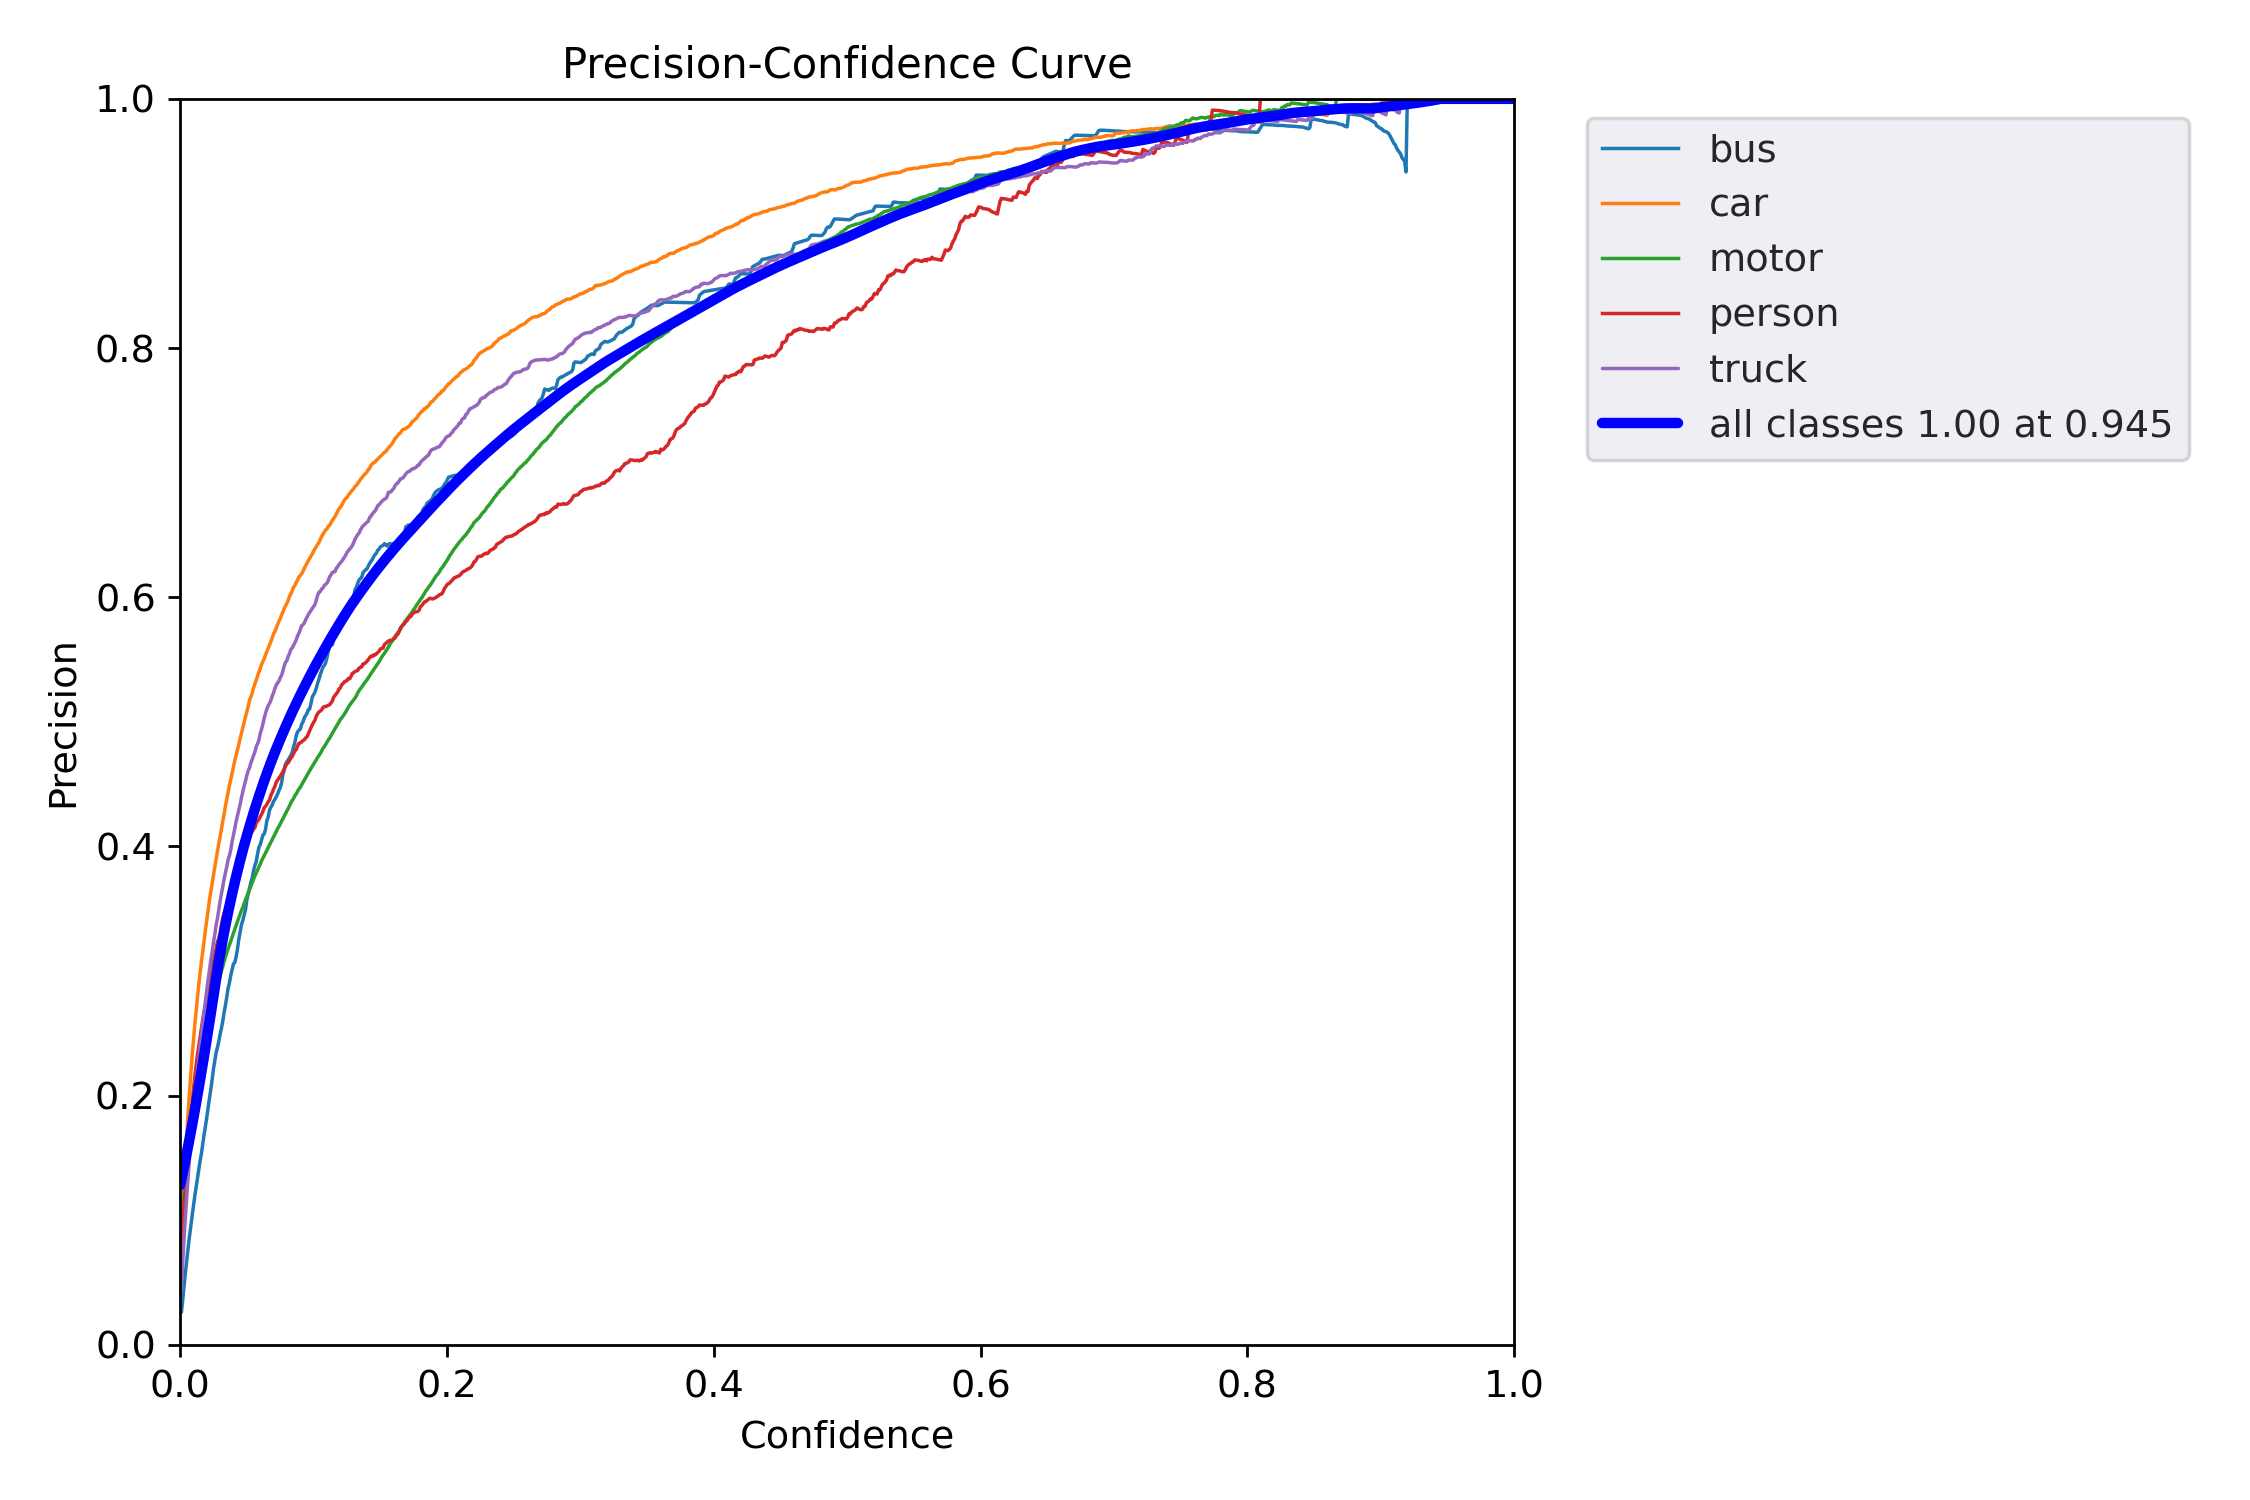 Precision-Confidence Curve
1.0
0.8
0.6
0.4
0.2
0.0
Precision
0.0 0.2 0.4 0.6 0.8 1.0
Confidence
bus
car
motor
person
truck
all classes 1.00 at 0.945